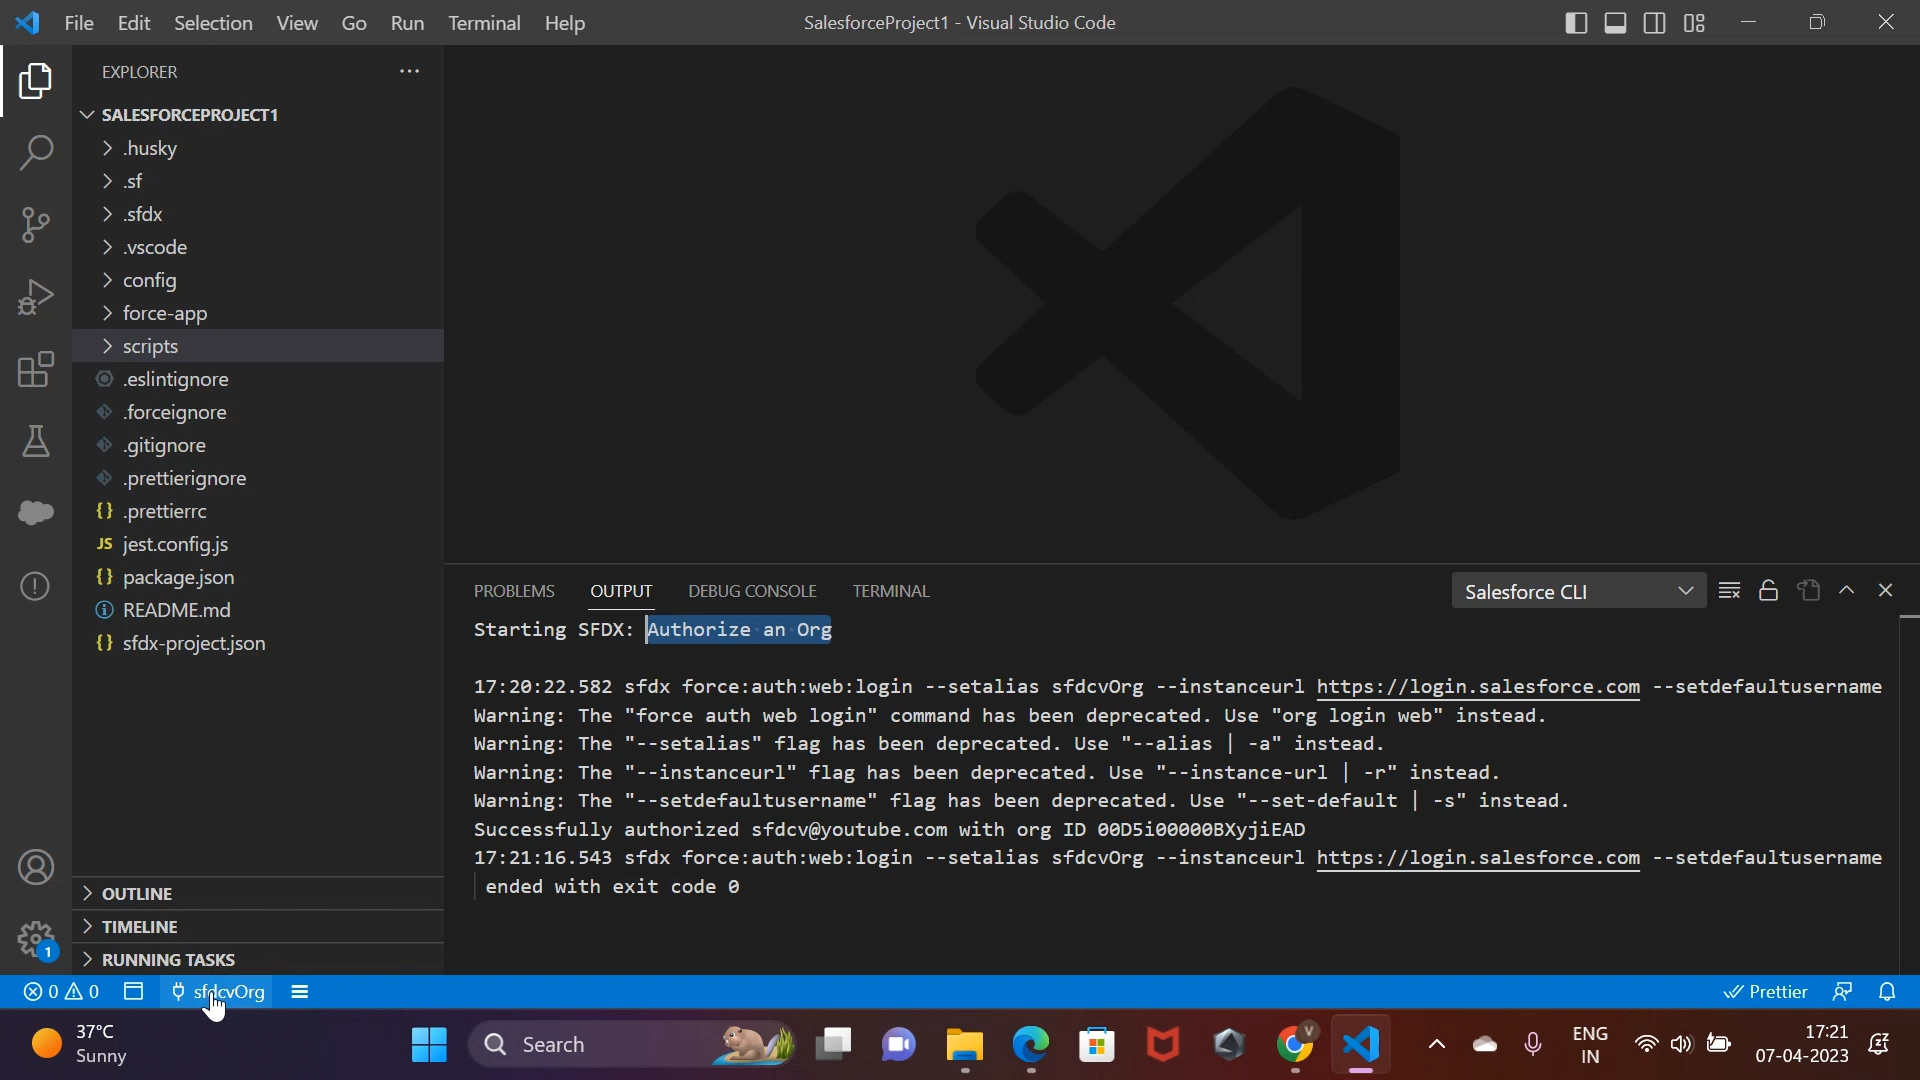 File Edit Selection View Go Run Terminal Help
SalesforceProject1 - Visual Studio Code
EXPLORER
SALESFORCEPROJECT1
.husky
.sf
.sfdx
.vscode
config
force-app
scripts
.eslintignore
.forceignore
.gitignore
.prettierignore
{} .prettierrc
JS jest.config.js
{} package.json
README.md
{} sfdx-project.json
OUTLINE
TIMELINE
RUNNING TASKS
PROBLEMS OUTPUT DEBUG CONSOLE TERMINAL
Salesforce CLI
Starting SFDX: Authorize an Org
17:20:22.582 sfdx force:auth:web:login --setalias sfdcvOrg --instanceurl https://login.salesforce.com --setdefaultusername
Warning: The "force auth web login" command has been deprecated. Use "org login web" instead.
Warning: The "--setalias" flag has been deprecated. Use "--alias | -a" instead.
Warning: The "--instanceurl" flag has been deprecated. Use "--instance-url | -r" instead.
Warning: The "--setdefaultusername" flag has been deprecated. Use "--set-default | -s" instead.
Successfully authorized sfdcv@youtube.com with org ID 00D5i00000BXyjiEAD
17:21:16.543 sfdx force:auth:web:login --setalias sfdcvOrg --instanceurl https://login.salesforce.com --setdefaultusername
ended with exit code 0
1
0 0 sfdcvOrg
Prettier
37°C
Sunny
Search
V
ENG
IN
17:21
07-04-2023